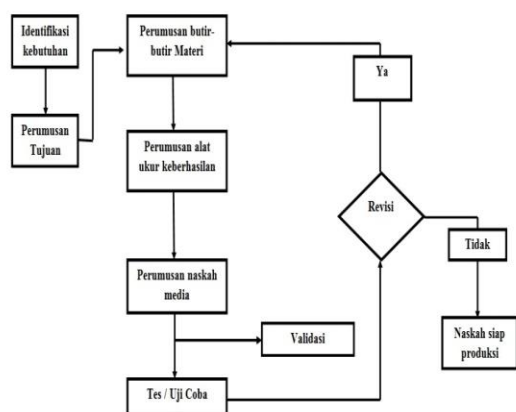 Identifikasi
kebutuhan
Perumusan
Tujuan
Perumusan butir-
butir Materi
Perumusan alat
ukur keberhasilan
Perumusan naskah
media
Validasi
Tes / Uji Coba
Ya
Revisi
Tidak
Naskah siap
produksi